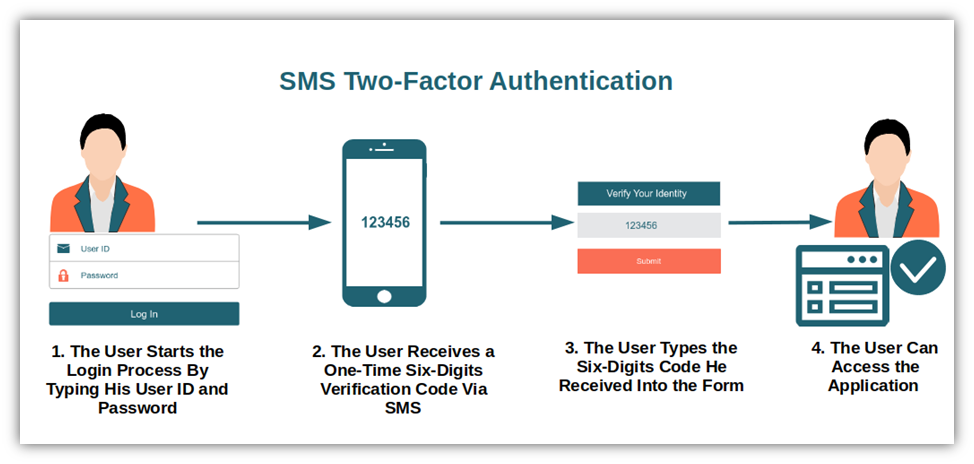 SMS Two-Factor Authentication
User ID
Password
Log In
1. The User Starts the
Login Process By
Typing His User ID and
Password
123456
2. The User Receives a
One-Time Six-Digits
Verification Code Via
SMS
Verify Your Identity
123456
Submit
3. The User Types the
Six-Digits Code He
Received Into the Form
4. The User Can
Access the
Application